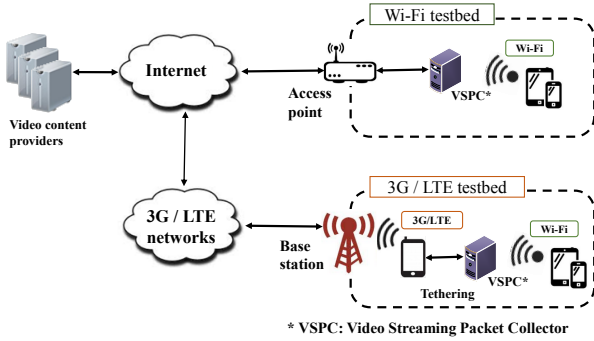 Wi-Fi testbed
Internet
Wi-Fi
Access
point
VSPC*
Video content
providers
3G / LTE testbed
3G / LTE
networks
3G/LTE
Wi-Fi
Base
station
VSPC*
Tethering
* VSPC: Video Streaming Packet Collector